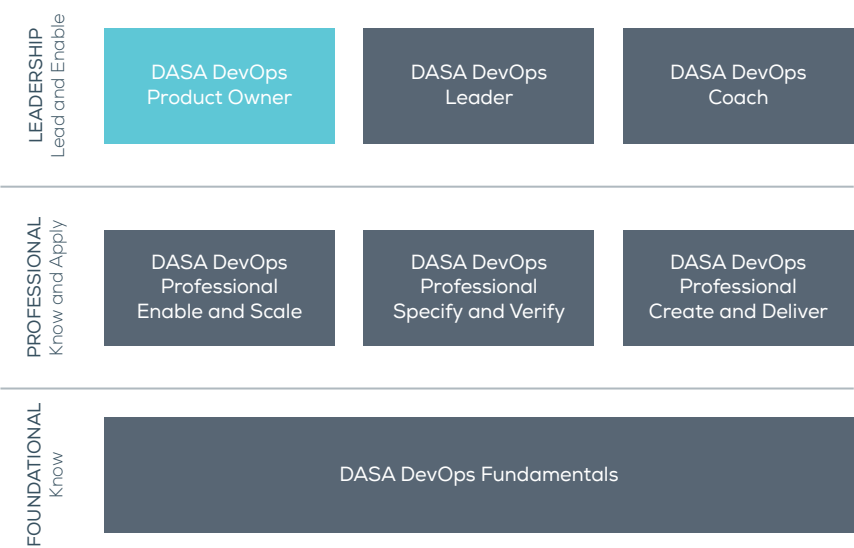 LEADERSHIP
Lead and Enable
DASA DevOps
Product Owner
DASA DevOps
Leader
DASA DevOps
Coach
PROFESSIONAL
Know and Apply
DASA DevOps
Professional
Enable and Scale
DASA DevOps
Professional
Specify and Verify
DASA DevOps
Professional
Create and Deliver
FOUNDATIONAL
Know
DASA DevOps Fundamentals